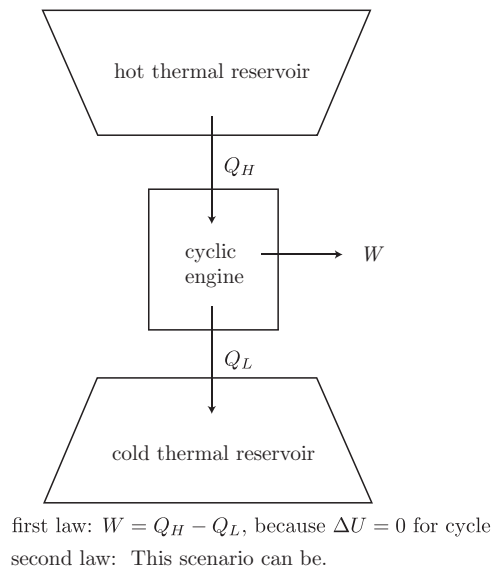 hot thermal reservoir
Q_H
cyclic
engine
W
Q_L
cold thermal reservoir
first law: W = Q_H − Q_L, because ΔU = 0 for cycle
second law: This scenario can be.